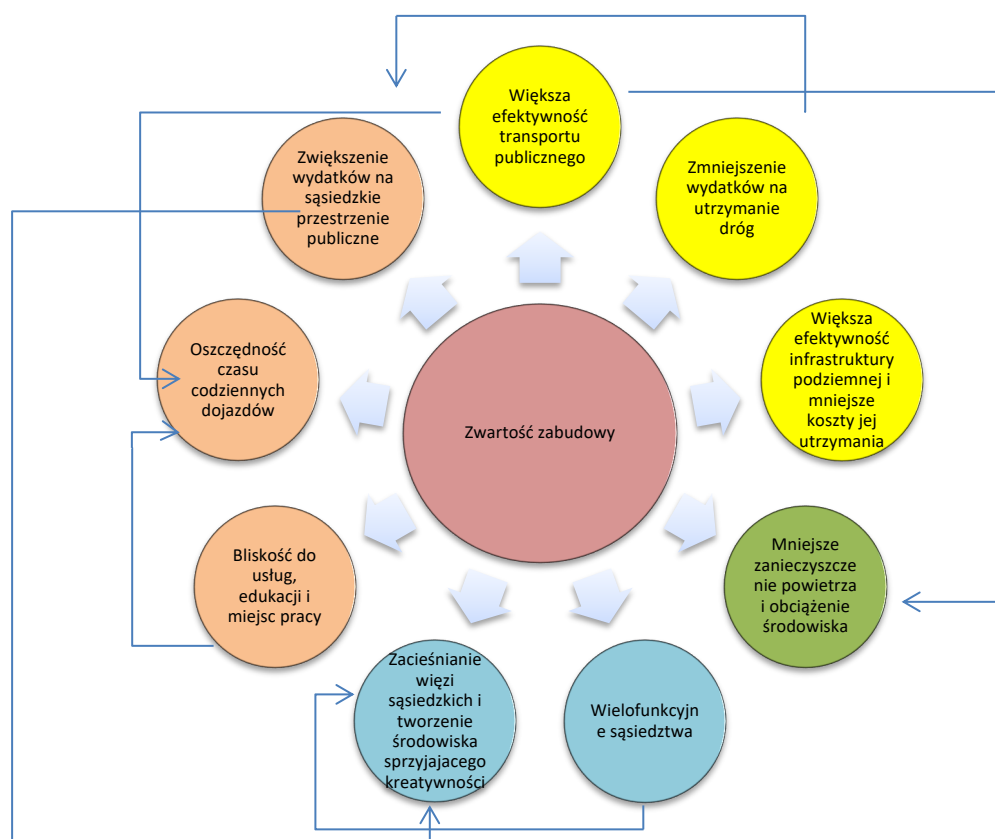 Większa
efektywność
transportu
publicznego
Zwiększenie
wydatków na
sąsiedzkie
przestrzenie
publiczne
Zmniejszenie
wydatków na
utrzymanie
dróg
Oszczędność
czasu
codziennych
dojazdów
Większa
efektywność
infrastruktury
podziemnej i
mniejsze
koszty jej
utrzymania
Zwartość zabudowy
Bliskość do
usług,
edukacji i
miejsc pracy
Mniejsze
zanieczyszcze
nie powietrza
i obciążenie
środowiska
Zacieśnianie
więzi
sąsiedzkich i
tworzenie
środowiska
sprzyjajacego
kreatywności
Wielofunkcyjn
e sąsiedztwa